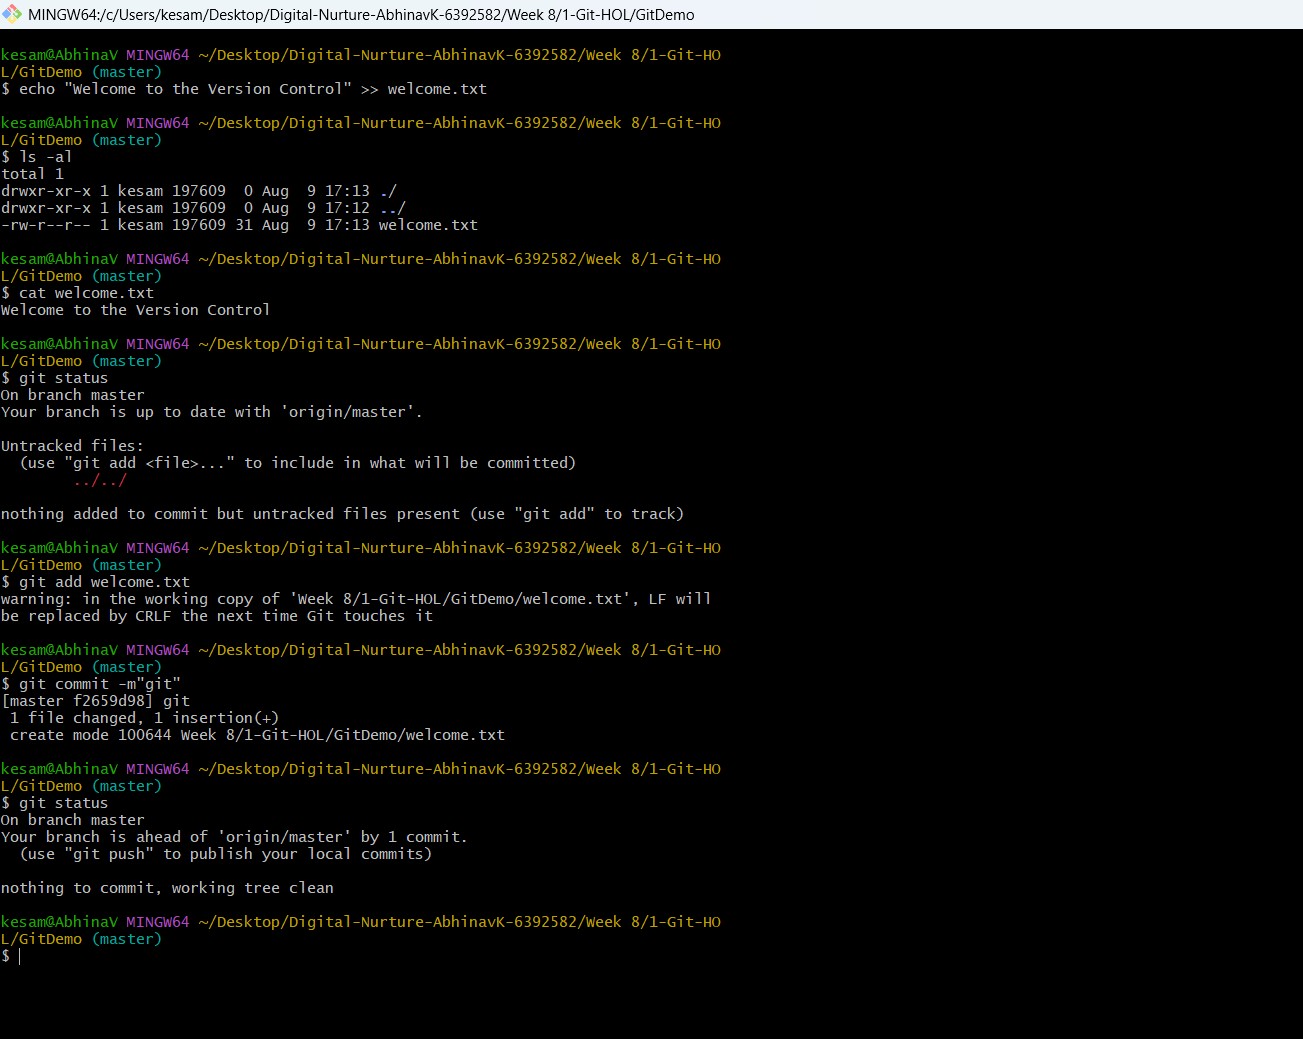 MINGW64:/c/Users/kesam/Desktop/Digital-Nurture-AbhinavK-6392582/Week 8/1-Git-HOL/GitDemo
kesam@AbhinaV MINGW64 ~/Desktop/Digital-Nurture-AbhinavK-6392582/Week 8/1-Git-HO
L/GitDemo (master)
$ echo "Welcome to the Version Control" >> welcome.txt
kesam@AbhinaV MINGW64 ~/Desktop/Digital-Nurture-AbhinavK-6392582/Week 8/1-Git-HO
L/GitDemo (master)
$ ls -al
total 1
drwxr-xr-x 1 kesam 197609  0 Aug  9 17:13 ./
drwxr-xr-x 1 kesam 197609  0 Aug  9 17:12 ../
-rw-r--r-- 1 kesam 197609 31 Aug  9 17:13 welcome.txt
kesam@AbhinaV MINGW64 ~/Desktop/Digital-Nurture-AbhinavK-6392582/Week 8/1-Git-HO
L/GitDemo (master)
$ cat welcome.txt
Welcome to the Version Control
kesam@AbhinaV MINGW64 ~/Desktop/Digital-Nurture-AbhinavK-6392582/Week 8/1-Git-HO
L/GitDemo (master)
$ git status
On branch master
Your branch is up to date with 'origin/master'.
Untracked files:
  (use "git add <file>..." to include in what will be committed)
        ../../
nothing added to commit but untracked files present (use "git add" to track)
kesam@AbhinaV MINGW64 ~/Desktop/Digital-Nurture-AbhinavK-6392582/Week 8/1-Git-HO
L/GitDemo (master)
$ git add welcome.txt
warning: in the working copy of 'Week 8/1-Git-HOL/GitDemo/welcome.txt', LF will
be replaced by CRLF the next time Git touches it
kesam@AbhinaV MINGW64 ~/Desktop/Digital-Nurture-AbhinavK-6392582/Week 8/1-Git-HO
L/GitDemo (master)
$ git commit -m"git"
[master f2659d98] git
 1 file changed, 1 insertion(+)
 create mode 100644 Week 8/1-Git-HOL/GitDemo/welcome.txt
kesam@AbhinaV MINGW64 ~/Desktop/Digital-Nurture-AbhinavK-6392582/Week 8/1-Git-HO
L/GitDemo (master)
$ git status
On branch master
Your branch is ahead of 'origin/master' by 1 commit.
  (use "git push" to publish your local commits)
nothing to commit, working tree clean
kesam@AbhinaV MINGW64 ~/Desktop/Digital-Nurture-AbhinavK-6392582/Week 8/1-Git-HO
L/GitDemo (master)
$